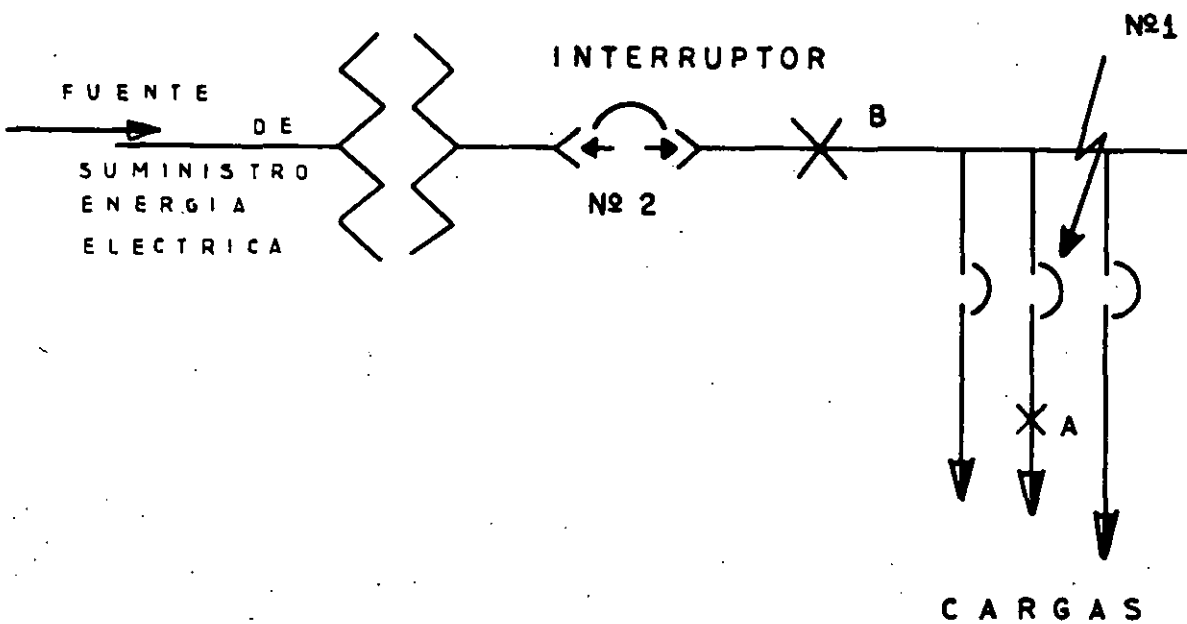 Nº1
INTERRUPTOR
FUENTE
DE
SUMINISTRO
ENERGIA
ELECTRICA
B
Nº 2
A
CARGAS